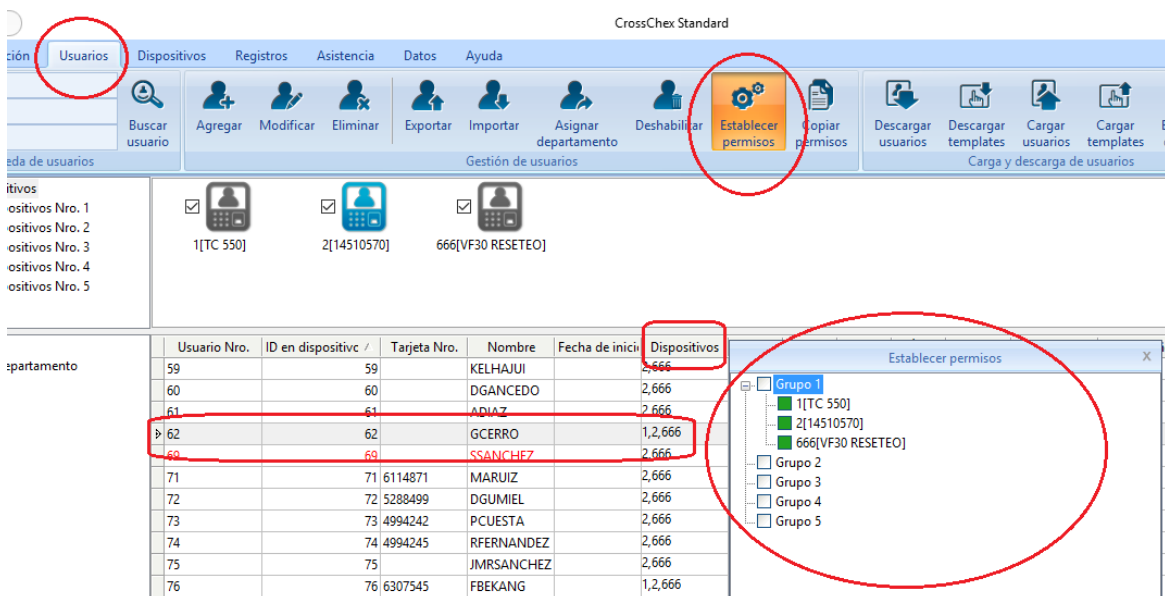 CrossChex Standard
ción Usuarios Dispositivos Registros Asistencia Datos Ayuda
Buscar usuario
Agregar Modificar Eliminar Exportar Importar Asignar departamento Deshabilitar Establecer permisos Copiar permisos Descargar usuarios Descargar templates Cargar usuarios Cargar templates
eda de usuarios Gestión de usuarios Carga y descarga de usuarios
itivos
ositivos Nro. 1
ositivos Nro. 2
ositivos Nro. 3
ositivos Nro. 4
ositivos Nro. 5
1[TC 550] 2[14510570] 666[VF30 RESETEO]
epartamento
Usuario Nro. ID en dispositivc Tarjeta Nro. Nombre Fecha de inici Dispositivos
59 59 KELHAJUI 2,666
60 60 DGANCEDO 2,666
61 61 ADIAZ 2,666
62 62 GCERRO 1,2,666
69 69 SSANCHEZ 2,666
71 71 6114871 MARUIZ 2,666
72 72 5288499 DGUMIEL 2,666
73 73 4994242 PCUESTA 2,666
74 74 4994245 RFERNANDEZ 2,666
75 75 JMRSANCHEZ 2,666
76 76 6307545 FBEKANG 1,2,666
Establecer permisos X
Grupo 1
1[TC 550]
2[14510570]
666[VF30 RESETEO]
Grupo 2
Grupo 3
Grupo 4
Grupo 5